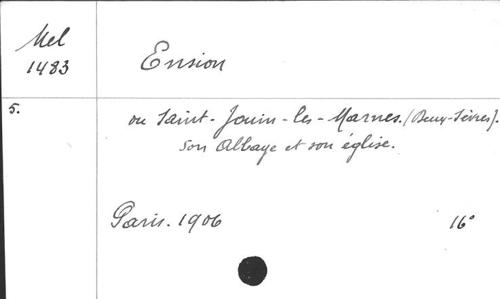 Mel
1483
Ension
5.
ou Saint-Jouin-les-Marnes. (Deux-Sèvres).
Son Abbaye et son église.
Paris. 1906
16°